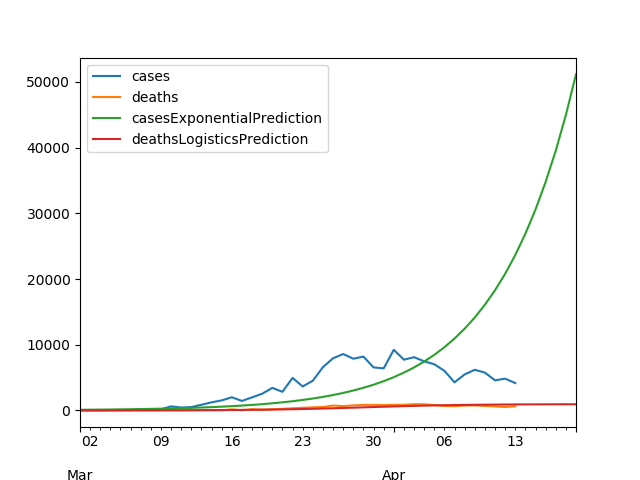 cases
deaths
casesExponentialPrediction
deathsLogisticsPrediction
50000
40000
30000
20000
10000
0
02 09 16 23 30 06 13
Mar Apr